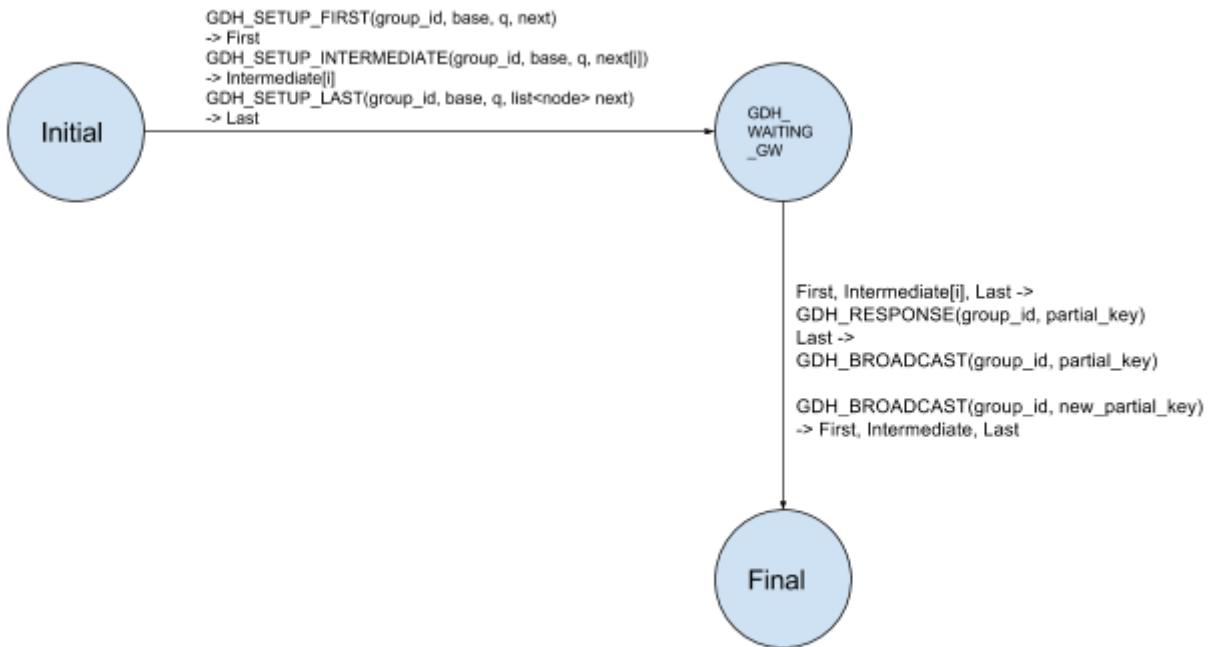 GDH_SETUP_FIRST(group_id, base, q, next)
-> First
GDH_SETUP_INTERMEDIATE(group_id, base, q, next[i])
-> Intermediate[i]
GDH_SETUP_LAST(group_id, base, q, list<node> next)
-> Last
Initial
GDH_
WAITING
_GW
First, Intermediate[i], Last ->
GDH_RESPONSE(group_id, partial_key)
Last ->
GDH_BROADCAST(group_id, partial_key)
GDH_BROADCAST(group_id, new_partial_key)
-> First, Intermediate, Last
Final